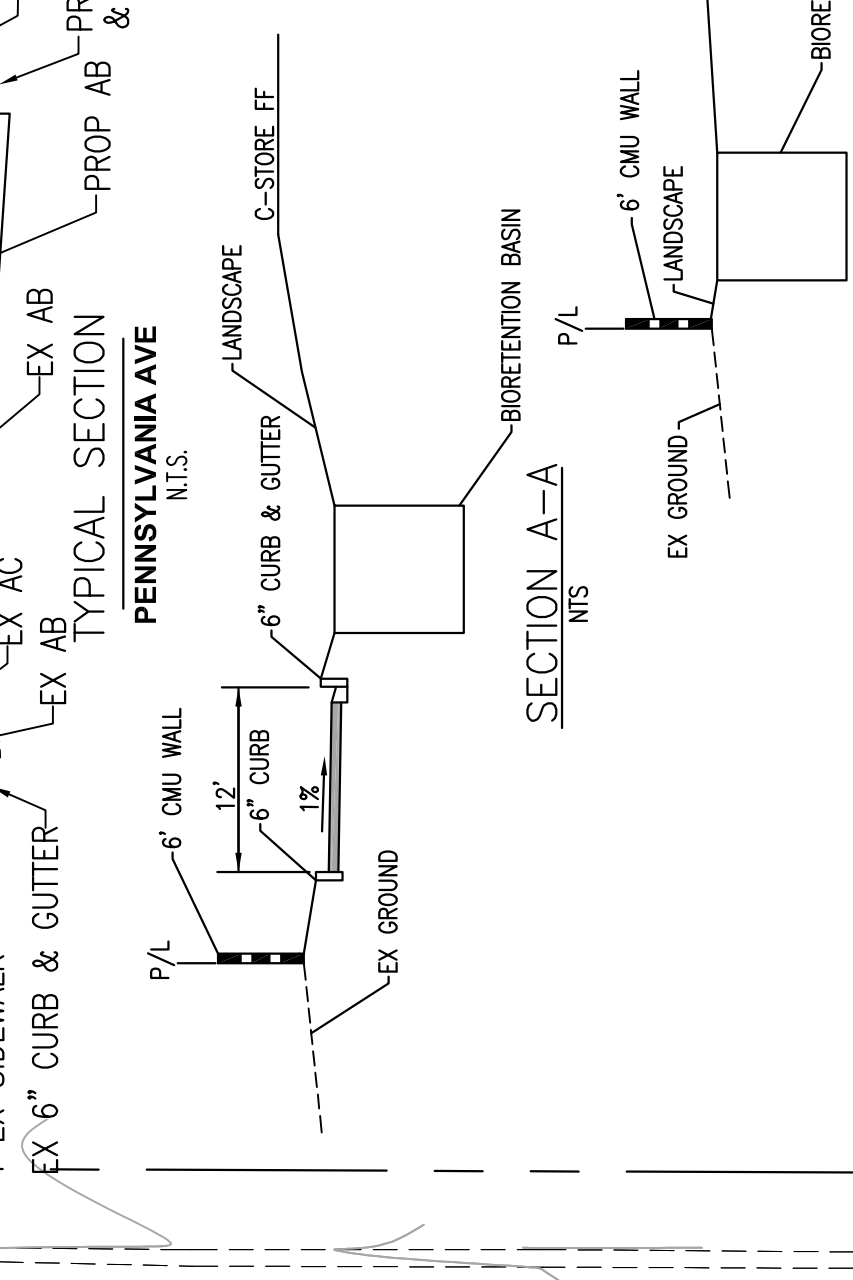 PROP AB
EX AB
TYPICAL SECTION
PENNSYLVANIA AVE
N.T.S.
EX AC
EX AB
EX 6" CURB & GUTTER
C-STORE FF
LANDSCAPE
6" CURB & GUTTER
BIORETENTION BASIN
6' CMU WALL
12'
6" CURB
1%
P/L
EX GROUND
SECTION A-A
NTS
6' CMU WALL
LANDSCAPE
P/L
EX GROUND